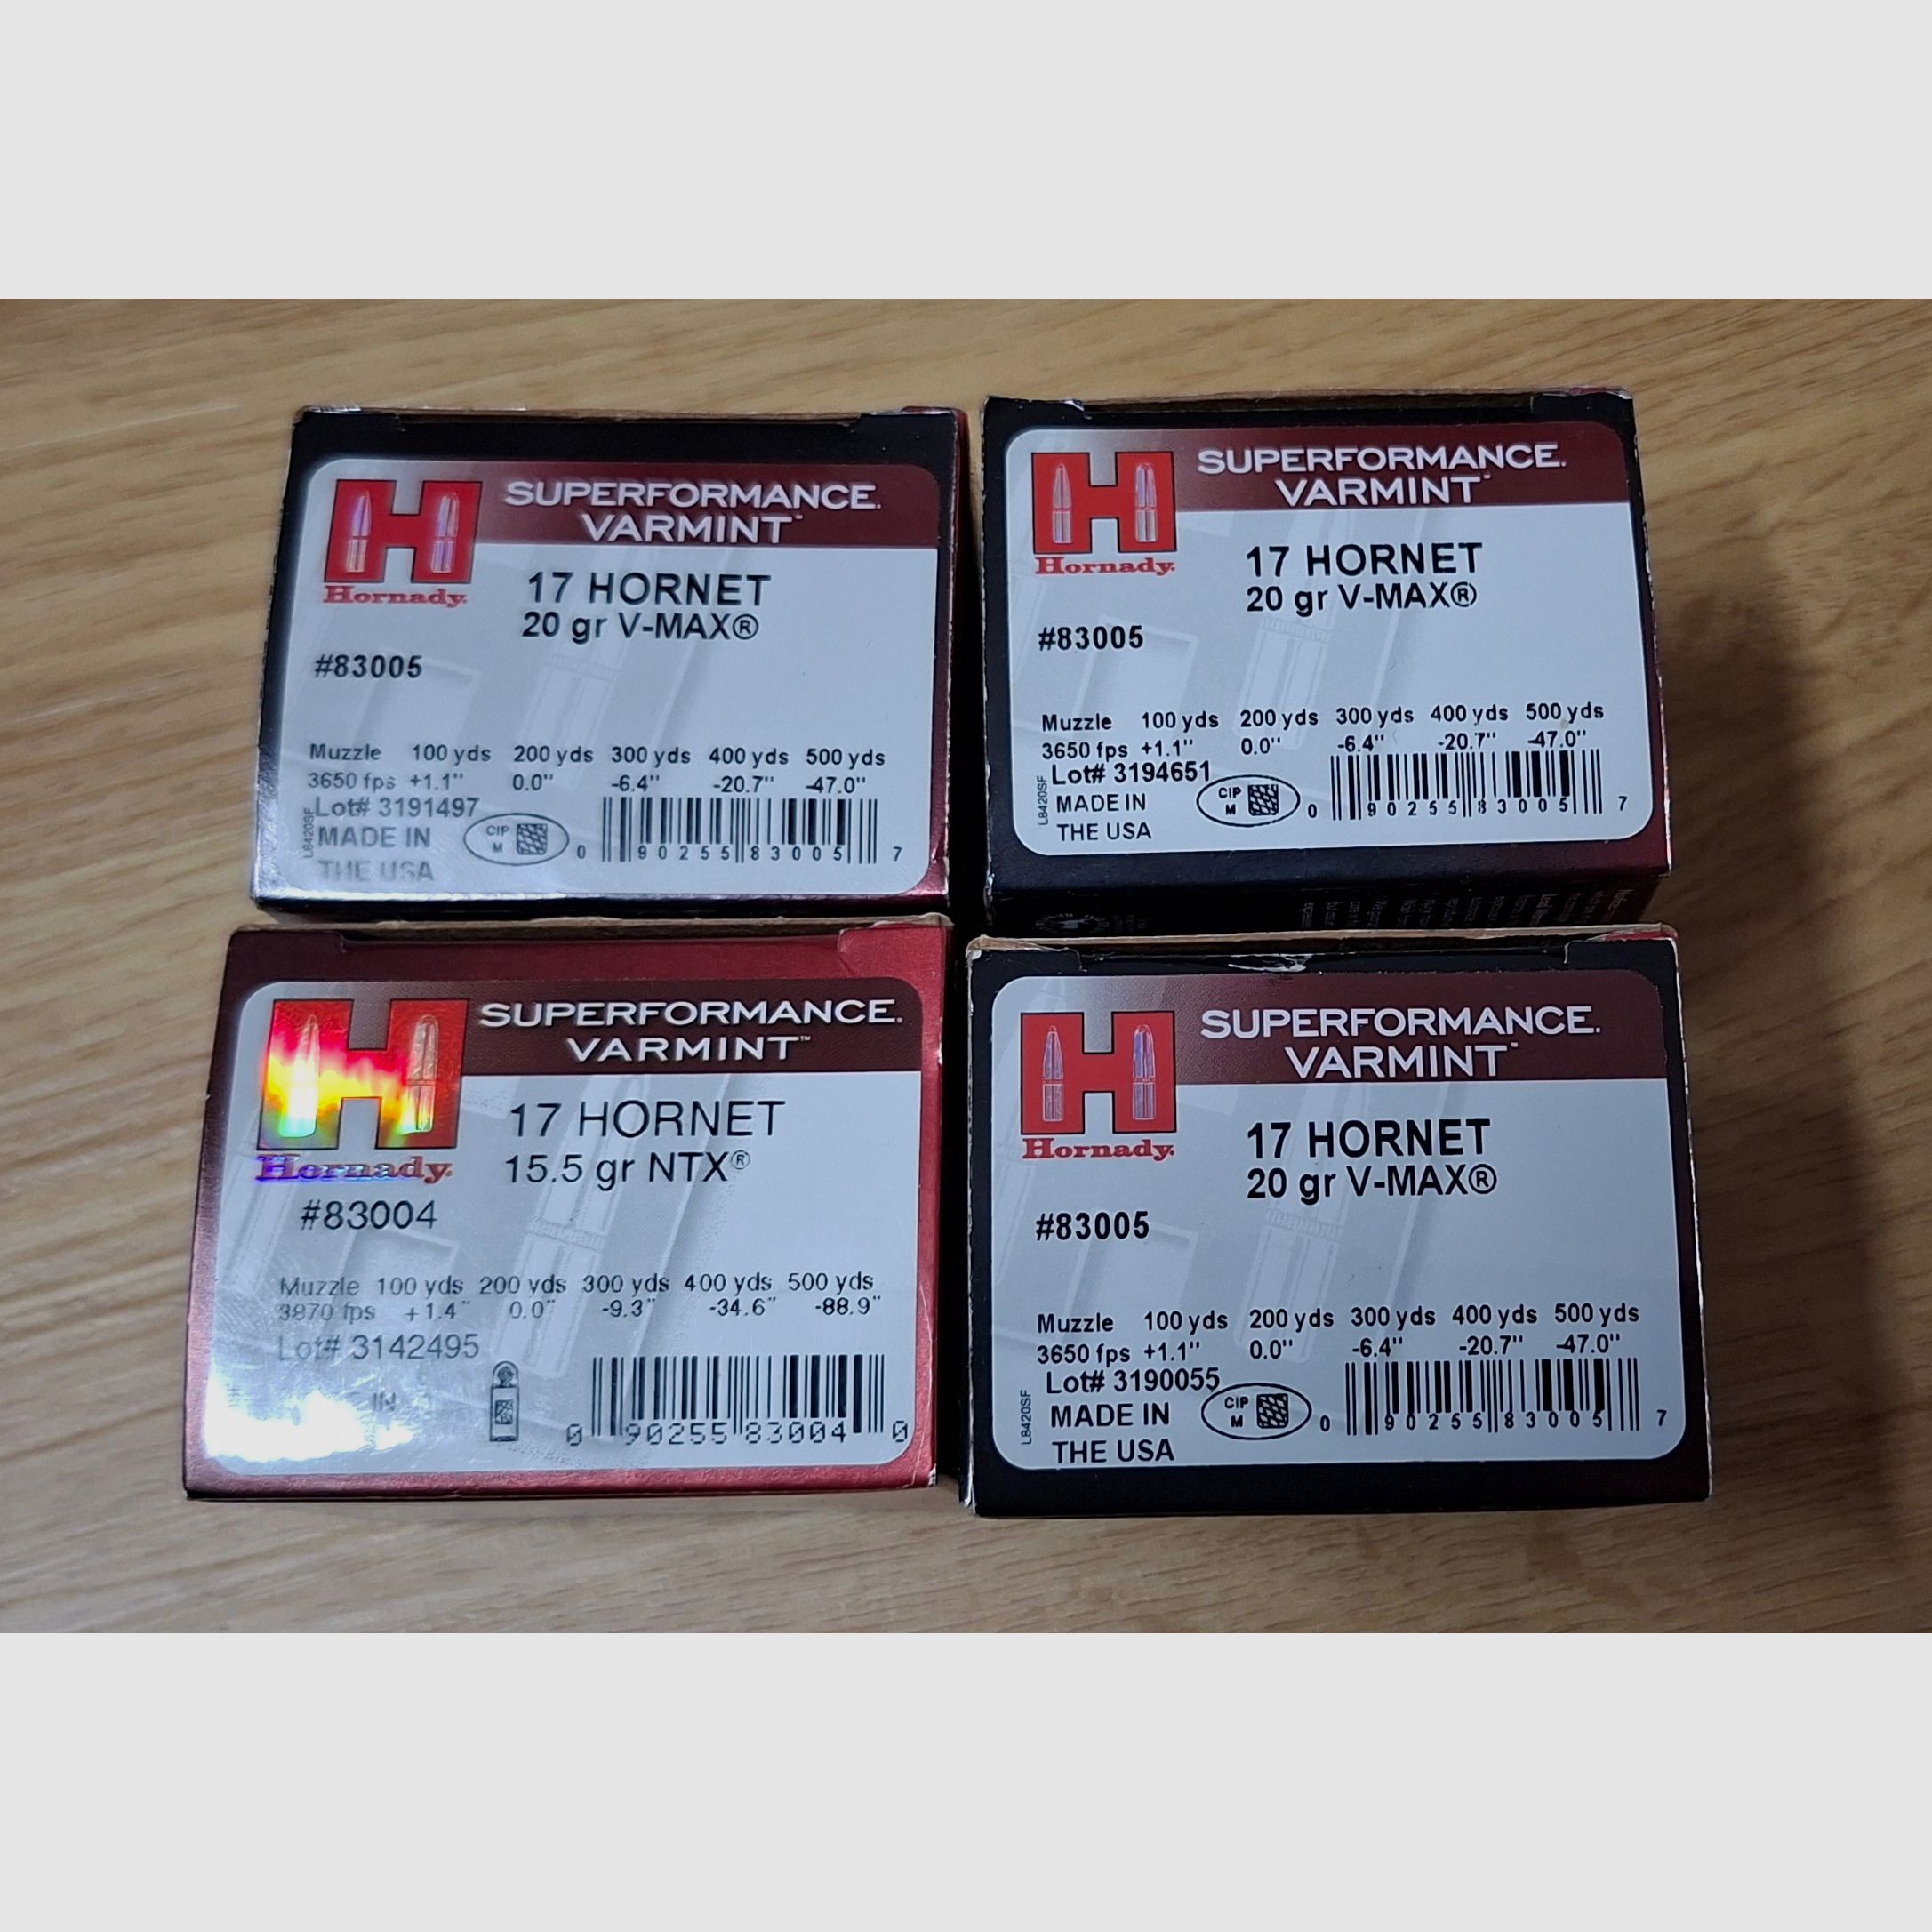 SUPERFORMANCE.
VARMINT™
Hornady.
17 HORNET
20 gr V-MAX®
#83005
Muzzle 100 yds 200 yds 300 yds 400 yds 500 yds
3650 fps +1.1" 0.0" -6.4" -20.7" -47.0"
Lot# 3191497
L8420SF
MADE IN
THE USA
CIP
M
0 90255 83005 7
SUPERFORMANCE.
VARMINT™
Hornady.
17 HORNET
20 gr V-MAX®
#83005
Muzzle 100 yds 200 yds 300 yds 400 yds 500 yds
3650 fps +1.1" 0.0" -6.4" -20.7" -47.0"
Lot# 3194651
L8420SF
MADE IN
THE USA
CIP
M
0 90255 83005 7
SUPERFORMANCE.
VARMINT™
Hornady.
17 HORNET
15.5 gr NTX®
#83004
Muzzle 100 yds 200 yds 300 yds 400 yds 500 yds
3870 fps +1.4" 0.0" -9.3" -34.6" -88.9"
Lot# 3142495
IN
0 90255 83004 0
SUPERFORMANCE.
VARMINT™
Hornady.
17 HORNET
20 gr V-MAX®
#83005
Muzzle 100 yds 200 yds 300 yds 400 yds 500 yds
3650 fps +1.1" 0.0" -6.4" -20.7" -47.0"
Lot# 3190055
L8420SF
MADE IN
THE USA
CIP
M
0 90255 83005 7